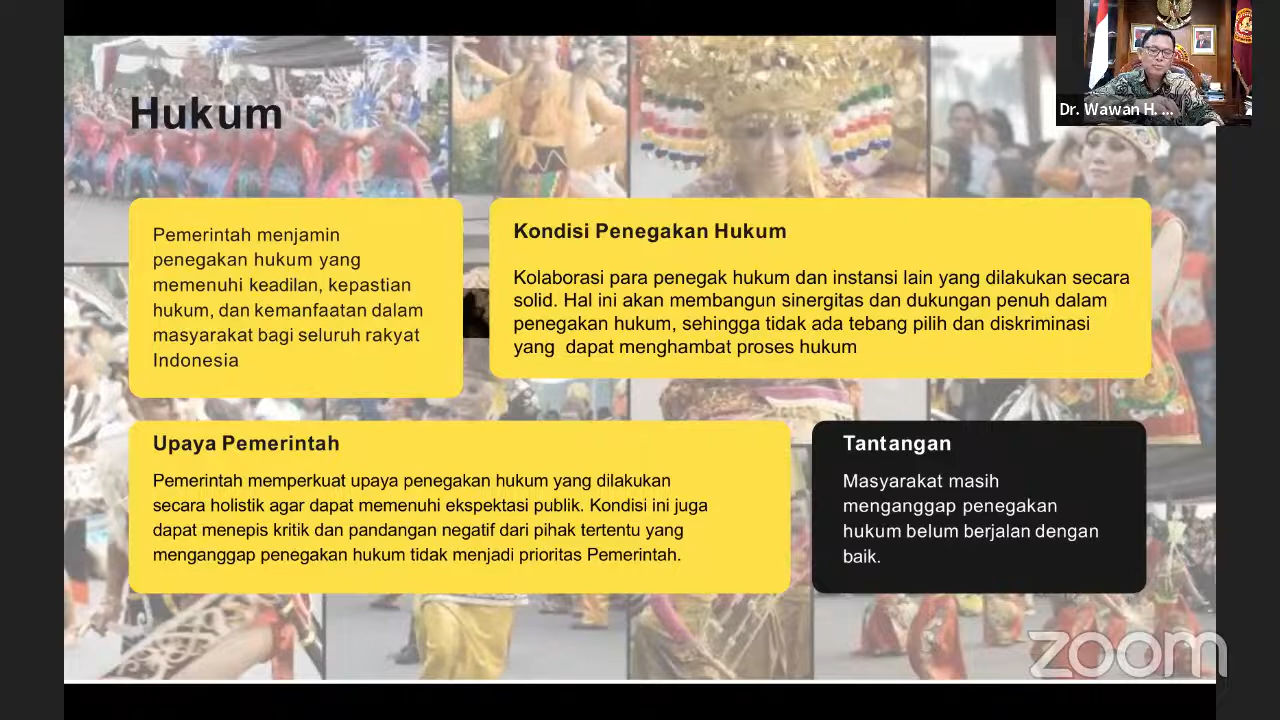 Dr. Wawan H. ...
Hukum
Pemerintah menjamin
penegakan hukum yang
memenuhi keadilan, kepastian
hukum, dan kemanfaatan dalam
masyarakat bagi seluruh rakyat
Indonesia
Kondisi Penegakan Hukum
Kolaborasi para penegak hukum dan instansi lain yang dilakukan secara
solid. Hal ini akan membangun sinergitas dan dukungan penuh dalam
penegakan hukum, sehingga tidak ada tebang pilih dan diskriminasi
yang  dapat menghambat proses hukum
Upaya Pemerintah
Pemerintah memperkuat upaya penegakan hukum yang dilakukan
secara holistik agar dapat memenuhi ekspektasi publik. Kondisi ini juga
dapat menepis kritik dan pandangan negatif dari pihak tertentu yang
menganggap penegakan hukum tidak menjadi prioritas Pemerintah.
Tantangan
Masyarakat masih
menganggap penegakan
hukum belum berjalan dengan
baik.
zoom